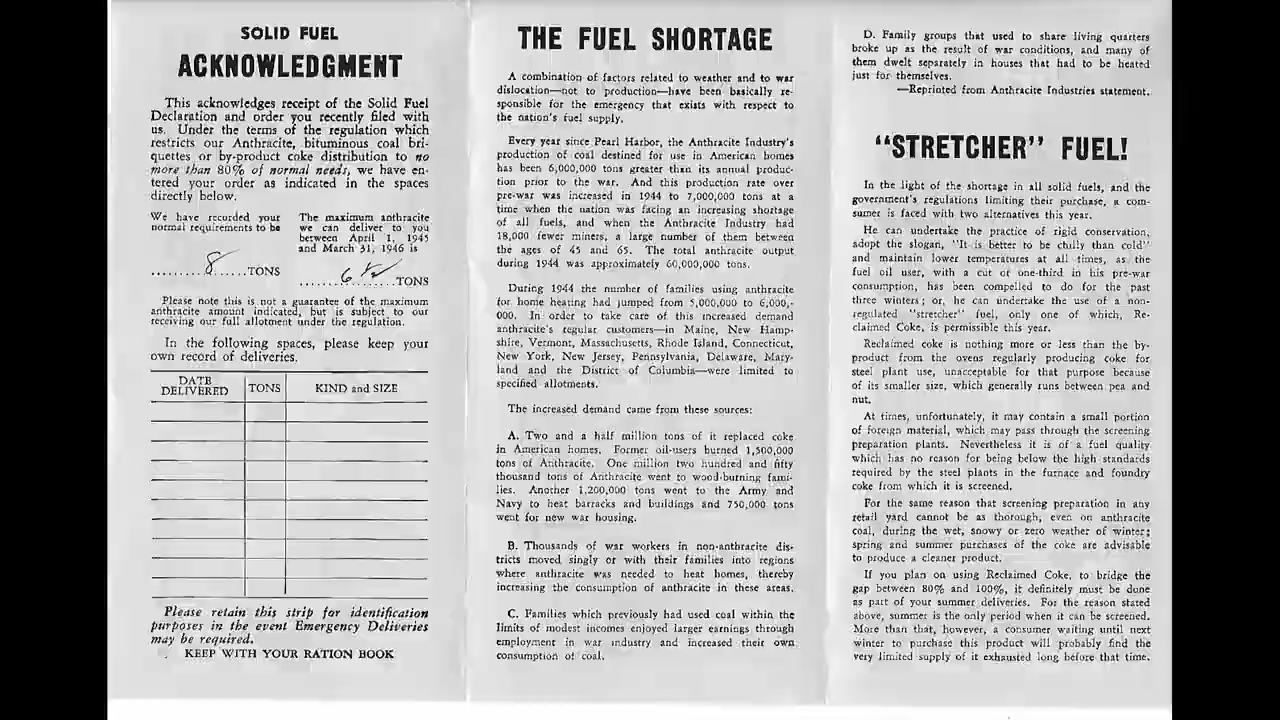 SOLID FUEL
ACKNOWLEDGMENT
This acknowledges receipt of the Solid Fuel
Declaration and order you recently filed with
us. Under the terms of the regulation which
restricts our Anthracite, bituminous coal bri-
quettes or by-product coke distribution to no
more than 80% of normal needs, we have en-
tered your order as indicated in the spaces
directly below.
We have recorded your
normal requirements to be
8
TONS
The maximum anthracite
we can deliver to you
between April 1, 1945
and March 31, 1946 is
6
TONS
Please note this is not a guarantee of the maximum
anthracite amount indicated, but is subject to our
receiving our full allotment under the regulation.
In the following spaces, please keep your
own record of deliveries.
DATE
DELIVERED
TONS
KIND and SIZE
Please retain this strip for identification
purposes in the event Emergency Deliveries
may be required.
KEEP WITH YOUR RATION BOOK
THE FUEL SHORTAGE
A combination of factors related to weather and to war
dislocation—not to production—have been basically re-
sponsible for the emergency that exists with respect to
the nation's fuel supply.
Every year since Pearl Harbor, the Anthracite Industry's
production of coal destined for use in American homes
has been 6,000,000 tons greater than its annual produc-
tion prior to the war. And this production rate over
pre-war was increased in 1944 to 7,000,000 tons at a
time when the nation was facing an increasing shortage
of all fuels, and when the Anthracite Industry had
18,000 fewer miners, a large number of them between
the ages of 45 and 65. The total anthracite output
during 1944 was approximately 60,000,000 tons.
During 1944 the number of families using anthracite
for home heating had jumped from 5,000,000 to 6,000,-
000. In order to take care of this increased demand
anthracite's regular customers—in Maine, New Hamp-
shire, Vermont, Massachusetts, Rhode Island, Connecticut,
New York, New Jersey, Pennsylvania, Delaware, Mary-
land and the District of Columbia—were limited to
specified allotments.
The increased demand came from these sources:
A. Two and a half million tons of it replaced coke
in American homes. Former oil-users burned 1,500,000
tons of Anthracite. One million two hundred and fifty
thousand tons of Anthracite went to wood-burning fami-
lies. Another 1,200,000 tons went to the Army and
Navy to heat barracks and buildings and 750,000 tons
went for new war housing.
B. Thousands of war workers in non-anthracite dis-
tricts moved singly or with their families into regions
where anthracite was needed to heat homes, thereby
increasing the consumption of anthracite in these areas.
C. Families which previously had used coal within the
limits of modest incomes enjoyed larger earnings through
employment in war industry and increased their own
consumption of coal.
D. Family groups that used to share living quarters
broke up as the result of war conditions, and many of
them dwelt separately in houses that had to be heated
just for themselves.
—Reprinted from Anthracite Industries statement.
"STRETCHER" FUEL!
In the light of the shortage in all solid fuels, and the
government's regulations limiting their purchase, a con-
sumer is faced with two alternatives this year.
He can undertake the practice of rigid conservation,
adopt the slogan, "It is better to be chilly than cold"
and maintain lower temperatures at all times, as the
fuel oil user, with a cut of one-third in his pre-war
consumption, has been compelled to do for the past
three winters; or, he can undertake the use of a non-
regulated "stretcher" fuel, only one of which, Re-
claimed Coke, is permissible this year.
Reclaimed coke is nothing more or less than the by-
product from the ovens regularly producing coke for
steel plant use, unacceptable for that purpose because
of its smaller size, which generally runs between pea and
nut.
At times, unfortunately, it may contain a small portion
of foreign material, which may pass through the screening
preparation plants. Nevertheless it is of a fuel quality
which has no reason for being below the high standards
required by the steel plants in the furnace and foundry
coke from which it is screened.
For the same reason that screening preparation in any
retail yard cannot be as thorough, even on anthracite
coal, during the wet, snowy or zero weather of winter;
spring and summer purchases of the coke are advisable
to produce a cleaner product.
If you plan on using Reclaimed Coke, to bridge the
gap between 80% and 100%, it definitely must be done
as part of your summer deliveries. For the reason stated
above, summer is the only period when it can be screened.
More than that, however, a consumer waiting until next
winter to purchase this product will probably find the
very limited supply of it exhausted long before that time.